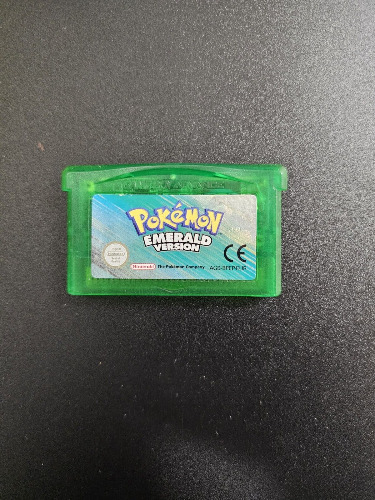 POKéMON
EMERALD
VERSION
CE
Nintendo The Pokémon Company